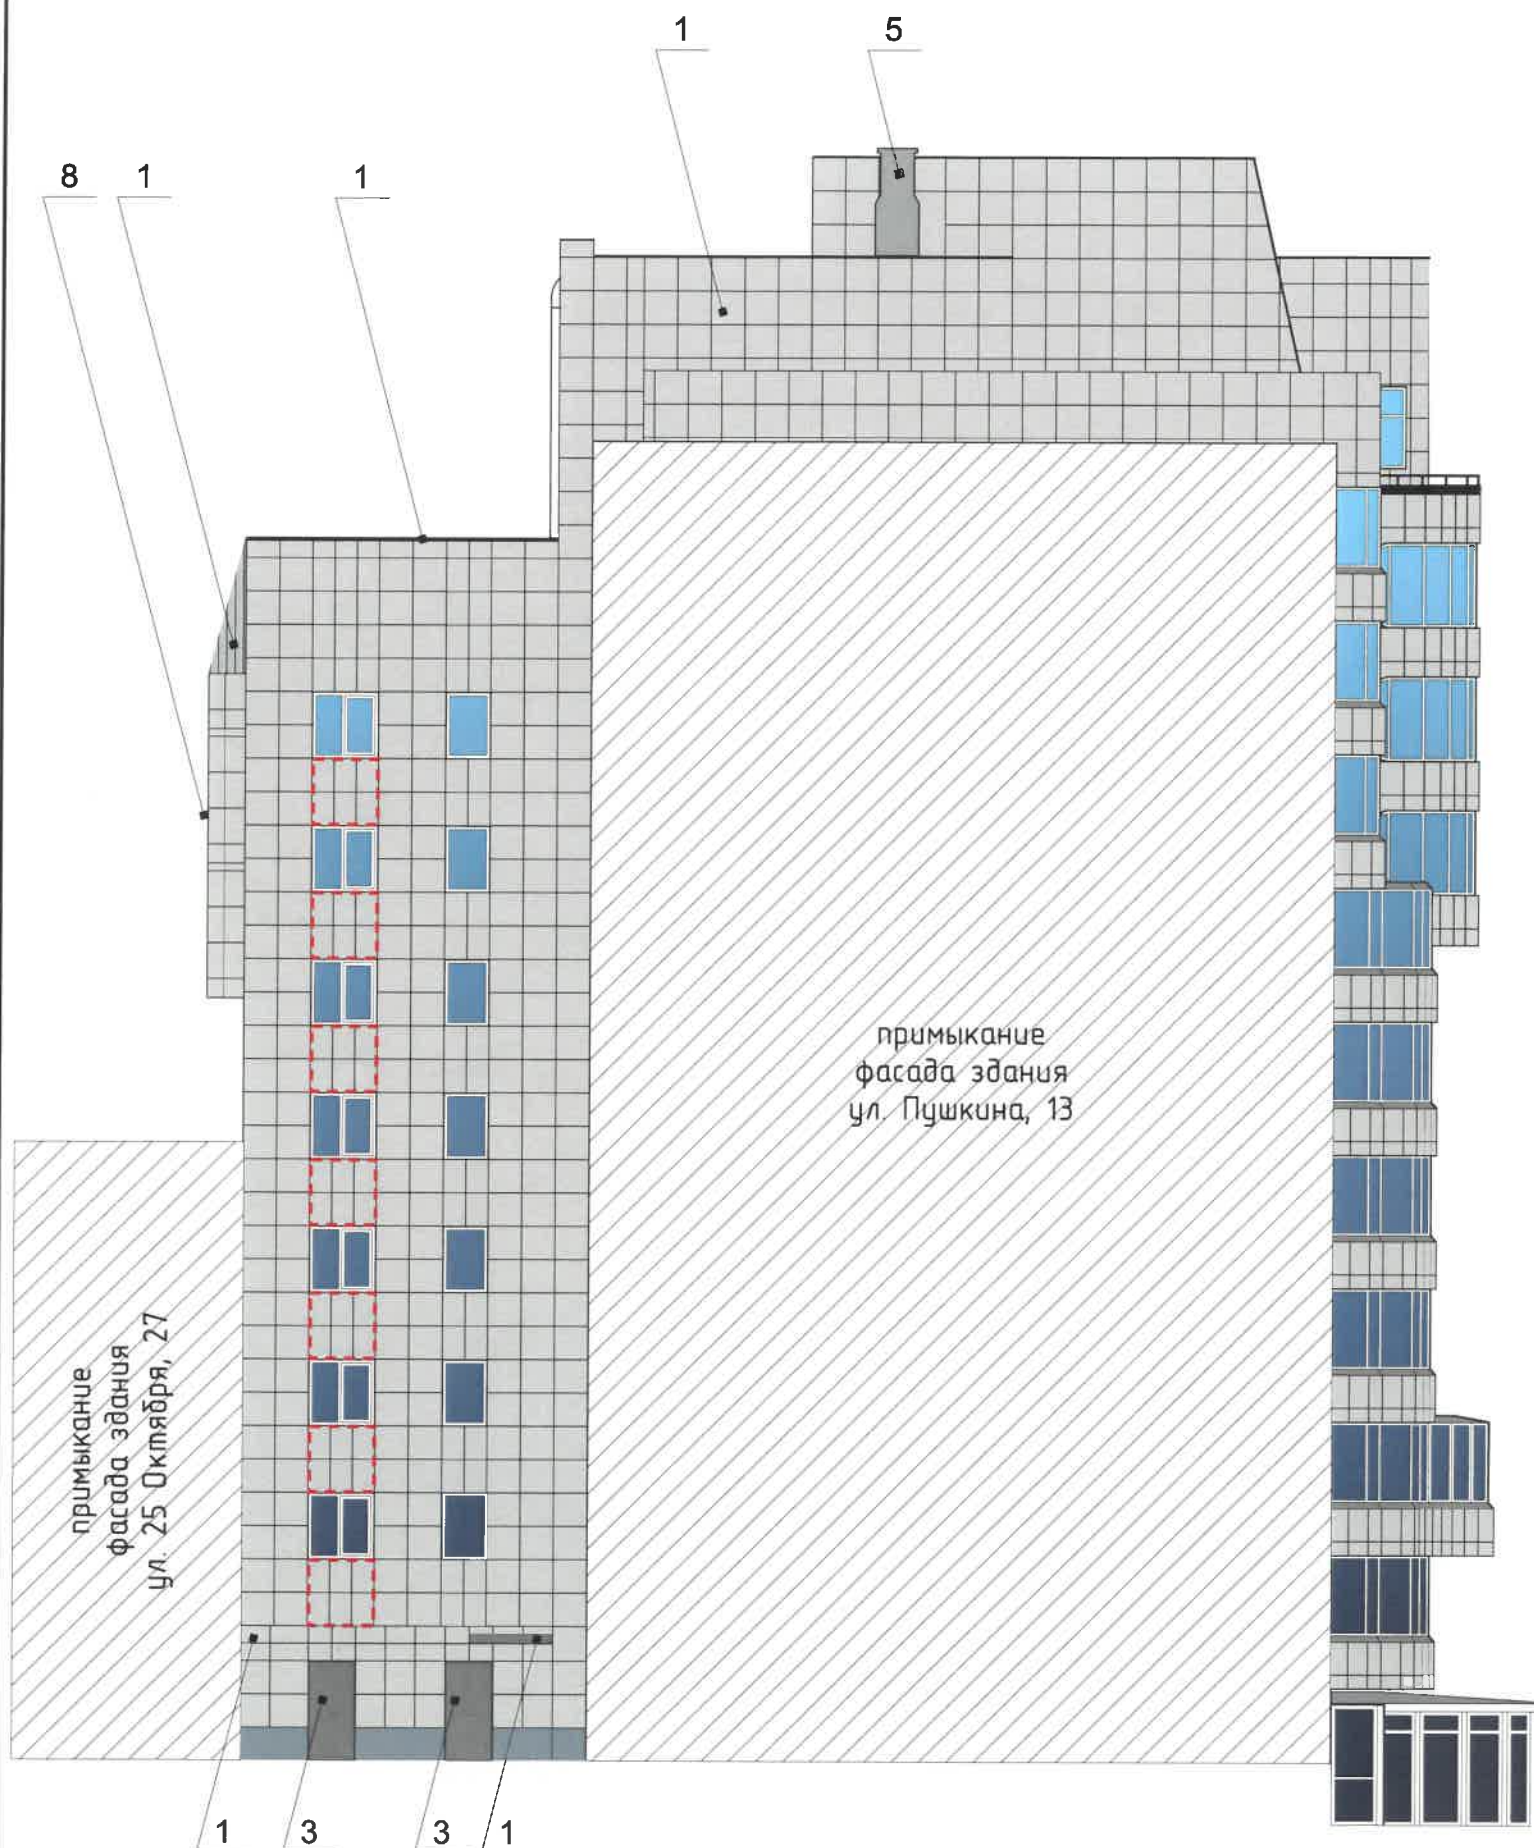 1
5
8
1
1
примыкание
фасада здания
ул. Пушкина, 13
примыкание
фасада здания
ул. 25 Октября, 27
1
3
3
1